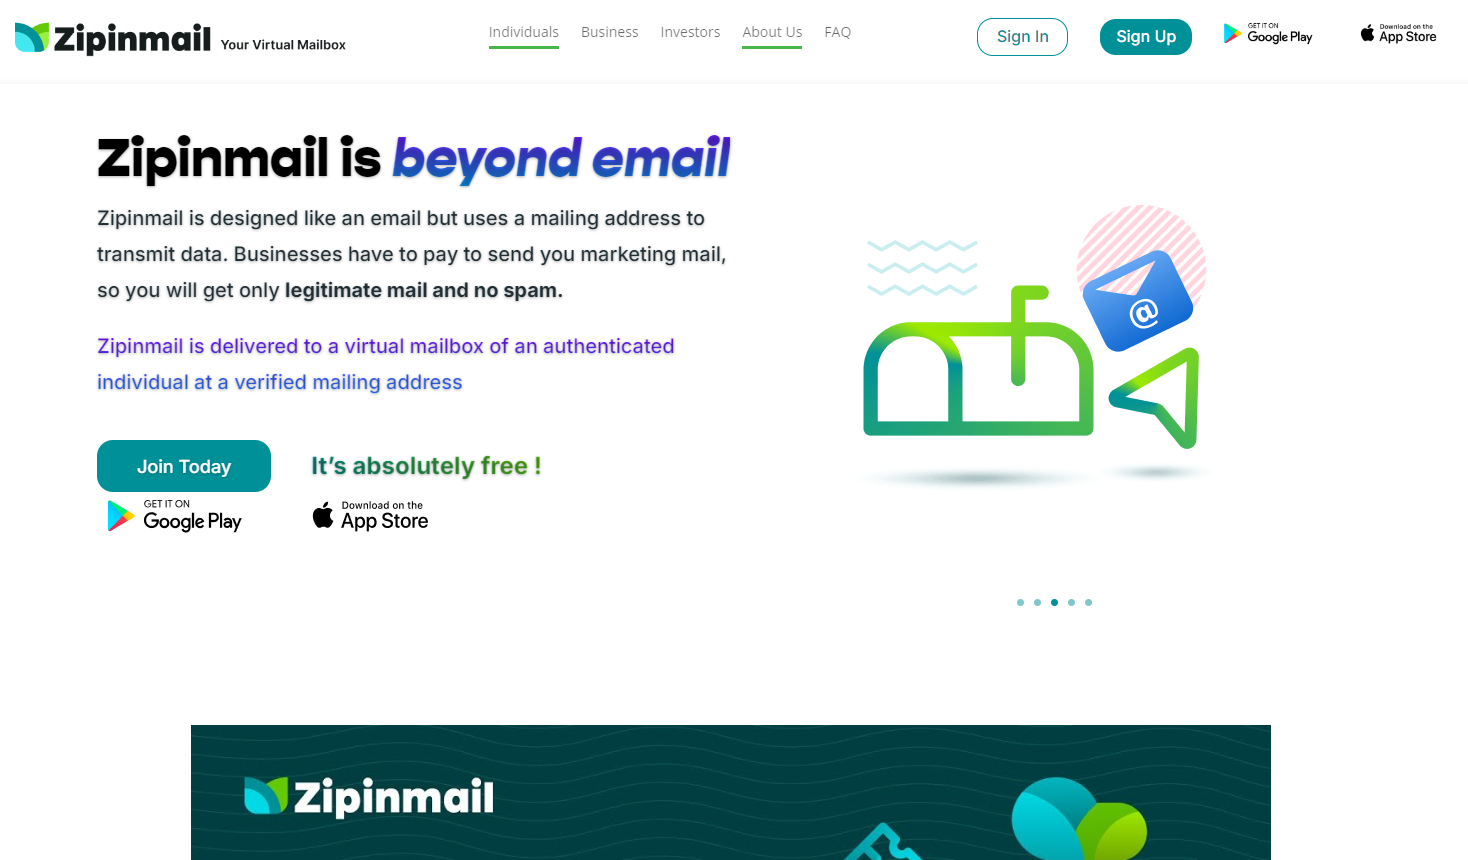 Zipinmail Your Virtual Mailbox
Individuals Business Investors About Us FAQ
Sign In
Sign Up
GET IT ON
Google Play
Download on the
App Store
Zipinmail is beyond email
Zipinmail is designed like an email but uses a mailing address to
transmit data. Businesses have to pay to send you marketing mail,
so you will get only legitimate mail and no spam.
Zipinmail is delivered to a virtual mailbox of an authenticated
individual at a verified mailing address
Join Today
It’s absolutely free !
GET IT ON
Google Play
Download on the
App Store
@
Zipinmail